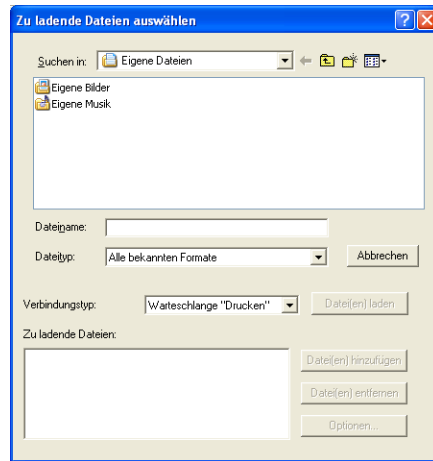 Zu ladende Dateien auswählen
Suchen in: Eigene Dateien
Eigene Bilder
Eigene Musik
Dateiname:
Dateityp: Alle bekannten Formate Abbrechen
Verbindungstyp: Warteschlange "Drucken" Datei(en) laden
Zu ladende Dateien:
Datei(en) hinzufügen
Datei(en) entfernen
Optionen...